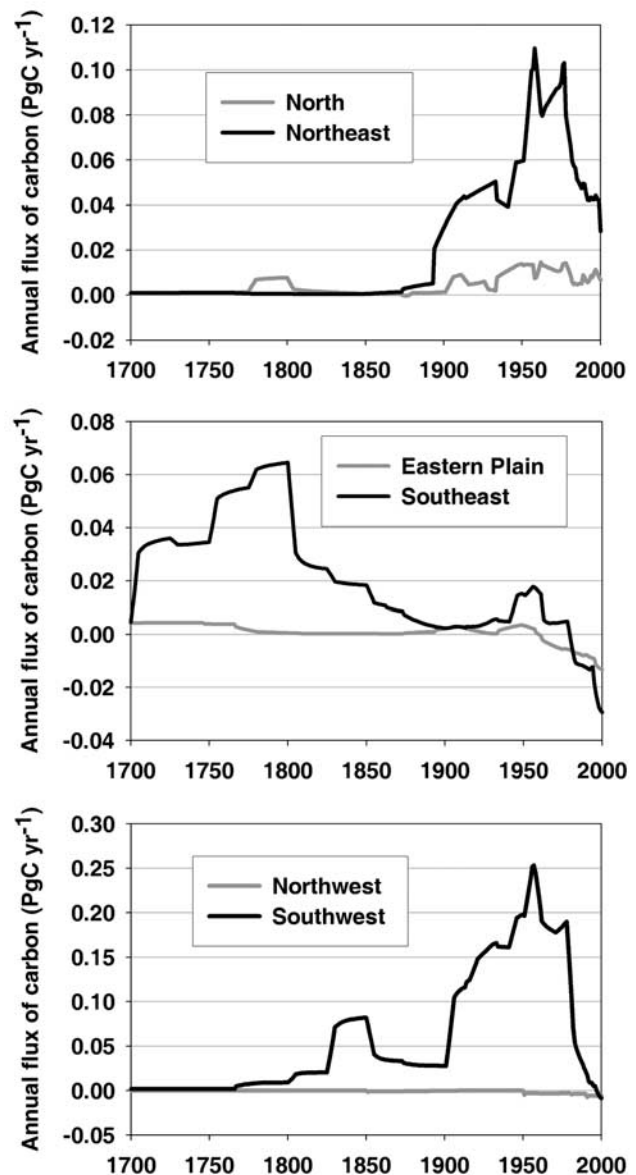 Annual flux of carbon (PgC yr-1)
0.12
0.10
0.08
0.06
0.04
0.02
0.00
-0.02
North
Northeast
1700 1750 1800 1850 1900 1950 2000
Annual flux of carbon (PgC yr-1)
0.08
0.06
0.04
0.02
0.00
-0.02
-0.04
Eastern Plain
Southeast
1700 1750 1800 1850 1900 1950 2000
Annual flux of carbon (PgC yr-1)
0.30
0.25
0.20
0.15
0.10
0.05
0.00
-0.05
Northwest
Southwest
1700 1750 1800 1850 1900 1950 2000